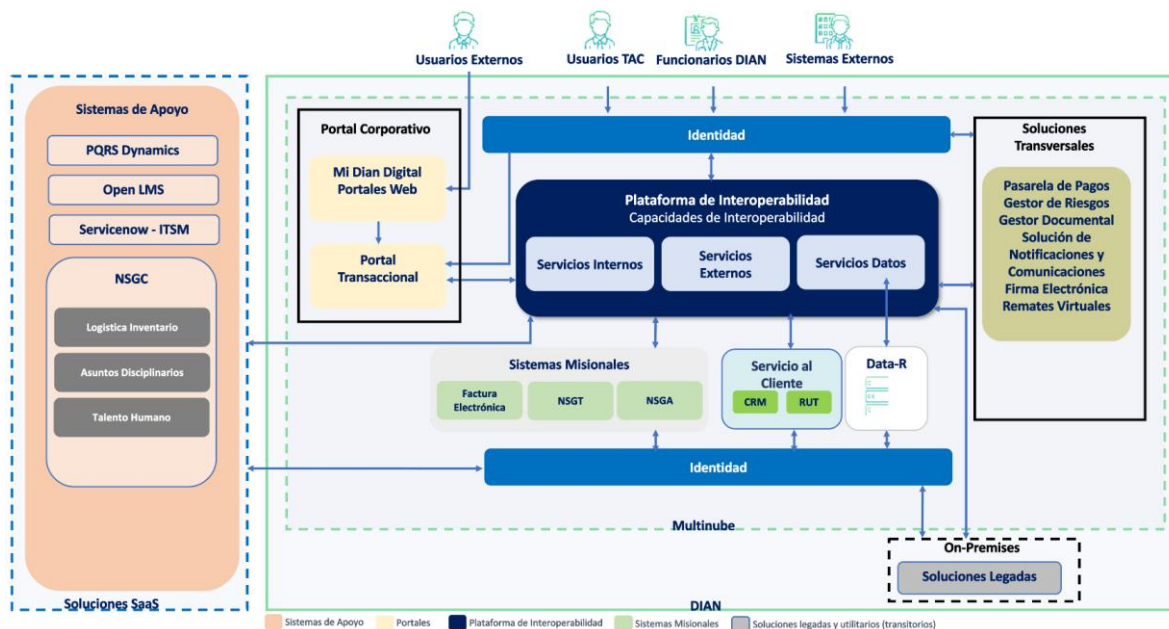 Usuarios Externos
Usuarios TAC
Funcionarios DIAN
Sistemas Externos
Sistemas de Apoyo
PQRS Dynamics
Open LMS
Servicenow - ITSM
NSGC
Logistica Inventario
Asuntos Disciplinarios
Talento Humano
Soluciones SaaS
Portal Corporativo
Mi Dian Digital
Portales Web
Portal
Transaccional
Identidad
Plataforma de Interoperabilidad
Capacidades de Interoperabilidad
Servicios Internos
Servicios
Externos
Servicios Datos
Soluciones
Transversales
Pasarela de Pagos
Gestor de Riesgos
Gestor Documental
Solución de
Notificaciones y
Comunicaciones
Firma Electrónica
Remates Virtuales
Sistemas Misionales
Factura
Electrónica
NSGT
NSGA
Servicio al
Cliente
CRM
RUT
Data-R
Identidad
Multinube
On-Premises
Soluciones Legadas
DIAN
Sistemas de Apoyo
Portales
Plataforma de Interoperabilidad
Sistemas Misionales
Soluciones legadas y utilitarios (transitorios)